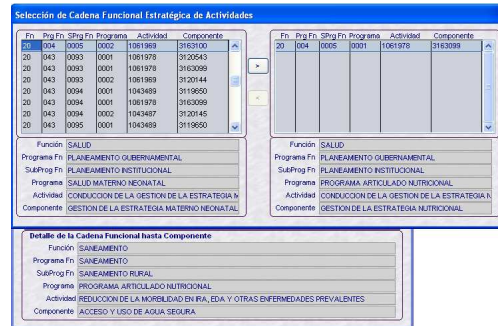 Selección de Cadena Funcional Estratégica de Actividades
Fn Prg Fn SPrg Fn Programa Actividad Componente
20 004 0005 0002 1061969 3163100
20 043 0093 0001 1061978 3120543
20 043 0093 0001 1061978 3163099
20 043 0093 0002 1061969 3120144
20 043 0094 0001 1043489 3119650
20 043 0094 0001 1061978 3163099
20 043 0094 0002 1043487 3120145
20 043 0095 0001 1043489 3119650
>
<
Fn Prg Fn SPrg Fn Programa Actividad Componente
20 004 0005 0001 1061978 3163099
Función SALUD
Programa Fn PLANEAMIENTO GUBERNAMENTAL
SubProg Fn PLANEAMIENTO INSTITUCIONAL
Programa SALUD MATERNO NEONATAL
Actividad CONDUCCION DE LA GESTION DE LA ESTRATEGIA M
Componente GESTION DE LA ESTRATEGIA MATERNO NEONATAL
Función SALUD
Programa Fn PLANEAMIENTO GUBERNAMENTAL
SubProg Fn PLANEAMIENTO INSTITUCIONAL
Programa PROGRAMA ARTICULADO NUTRICIONAL
Actividad CONDUCCION DE LA GESTION DE LA ESTRATEGIA N
Componente GESTION DE LA ESTRATEGIA NUTRICIONAL
Detalle de la Cadena Funcional hasta Componente
Función SANEAMIENTO
Programa Fn SANEAMIENTO
SubProg Fn SANEAMIENTO RURAL
Programa PROGRAMA ARTICULADO NUTRICIONAL
Actividad REDUCCION DE LA MORBILIDAD EN IRA, EDA Y OTRAS ENFERMEDADES PREVALENTES
Componente ACCESO Y USO DE AGUA SEGURA